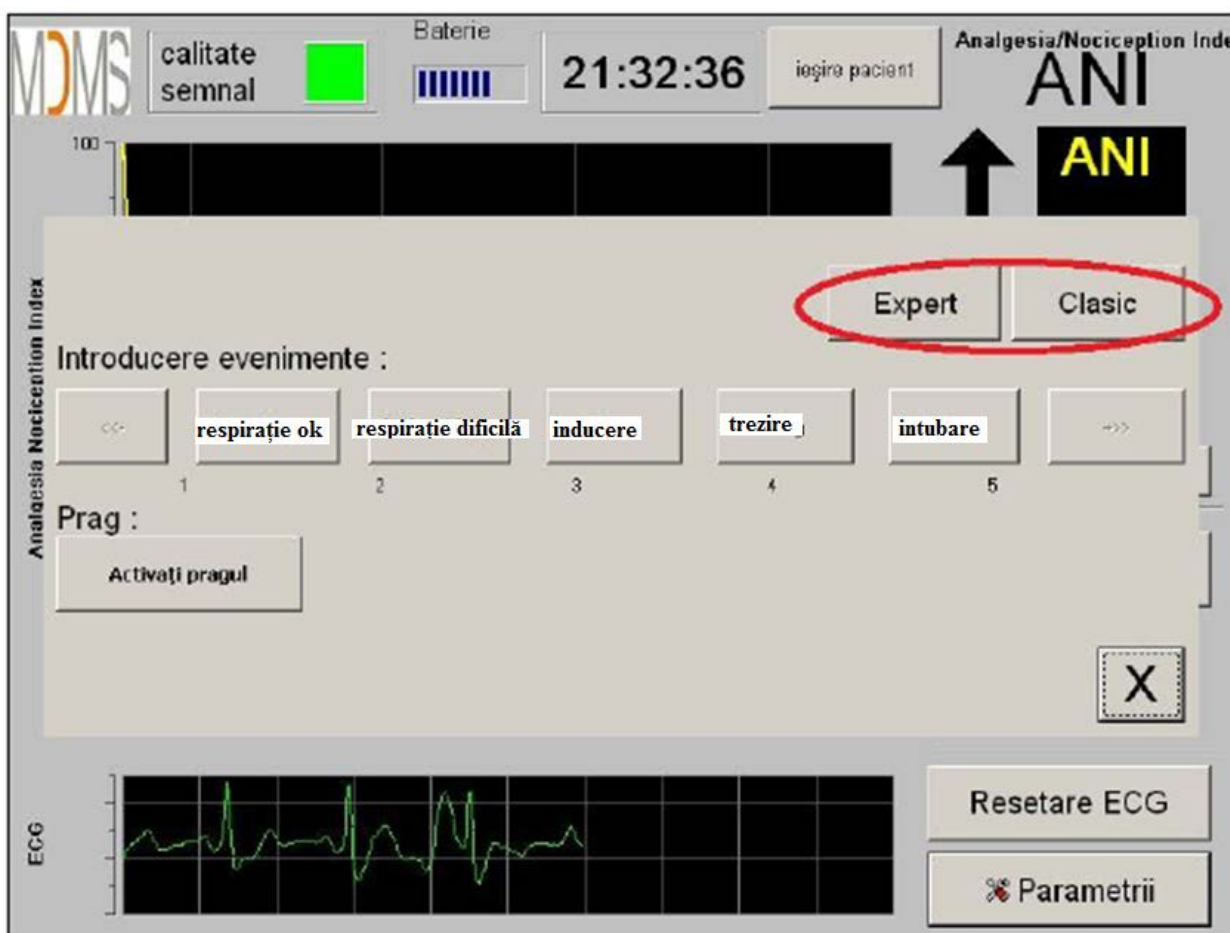 MDMS
calitate
semnal
Baterie
21:32:36
ieșire pacient
Analgesia/Nociception Inde
ANI
100
ANI
Analgesia Nociception Index
Expert
Clasic
Introducere evenimente :
<<-
respirație ok
respirație dificilă
inducere
trezire
intubare
->>
1
2
3
4
5
Prag :
Activați pragul
X
ECG
Resetare ECG
Parametrii